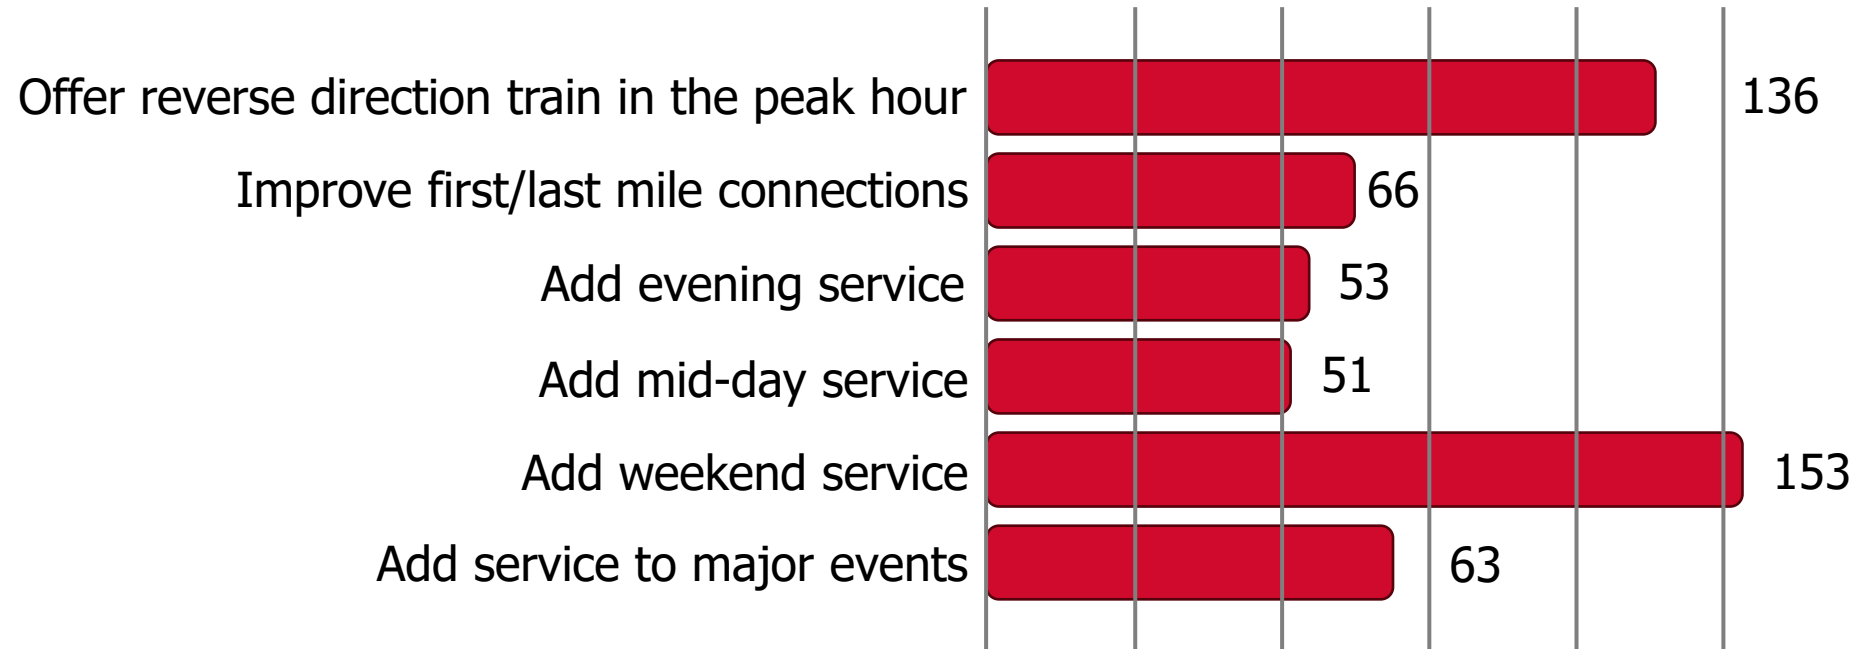 Offer reverse direction train in the peak hour 136
Improve first/last mile connections 66
Add evening service 53
Add mid-day service 51
Add weekend service 153
Add service to major events 63